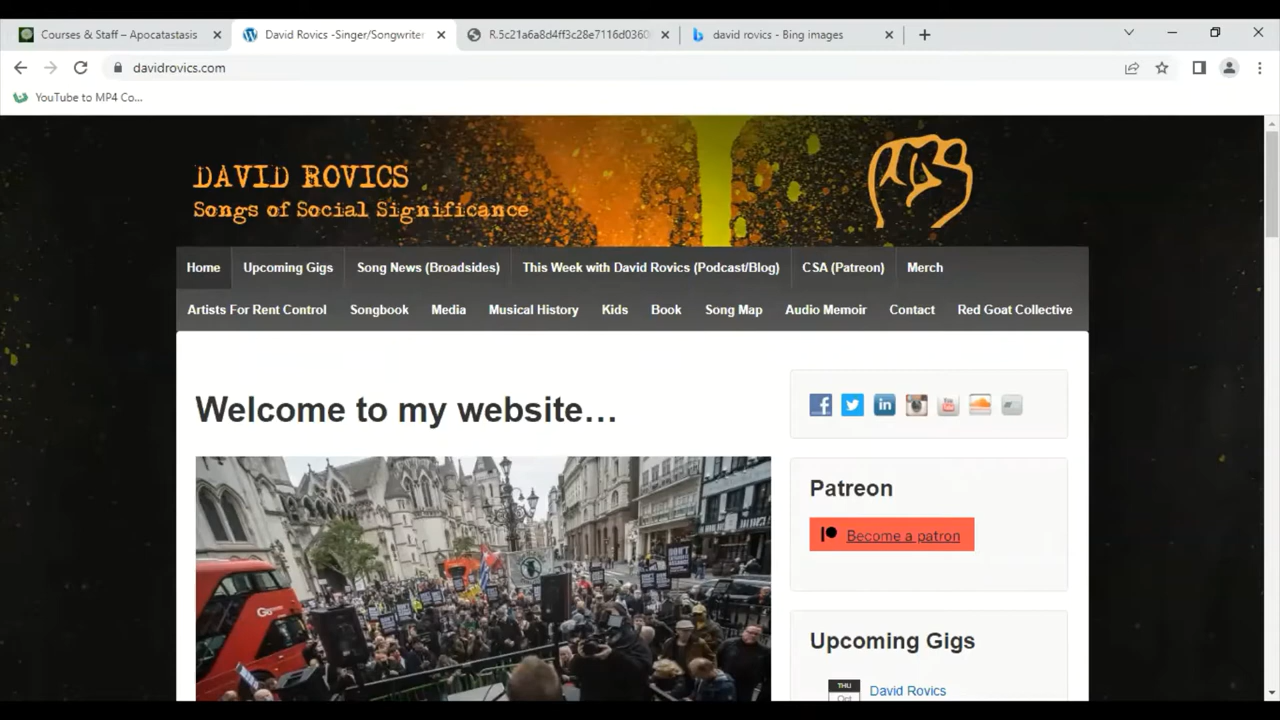 Courses & Staff – Apocatastasis
David Rovics -Singer/Songwriter
R.5c21a6a8d4ff3c28e7116d0360
david rovics - Bing images
davidrovics.com
YouTube to MP4 Co...
DAVID ROVICS
Songs of Social Significance
Home Upcoming Gigs Song News (Broadsides) This Week with David Rovics (Podcast/Blog) CSA (Patreon) Merch
Artists For Rent Control Songbook Media Musical History Kids Book Song Map Audio Memoir Contact Red Goat Collective
Welcome to my website…
Patreon
Become a patron
Upcoming Gigs
THU
David Rovics